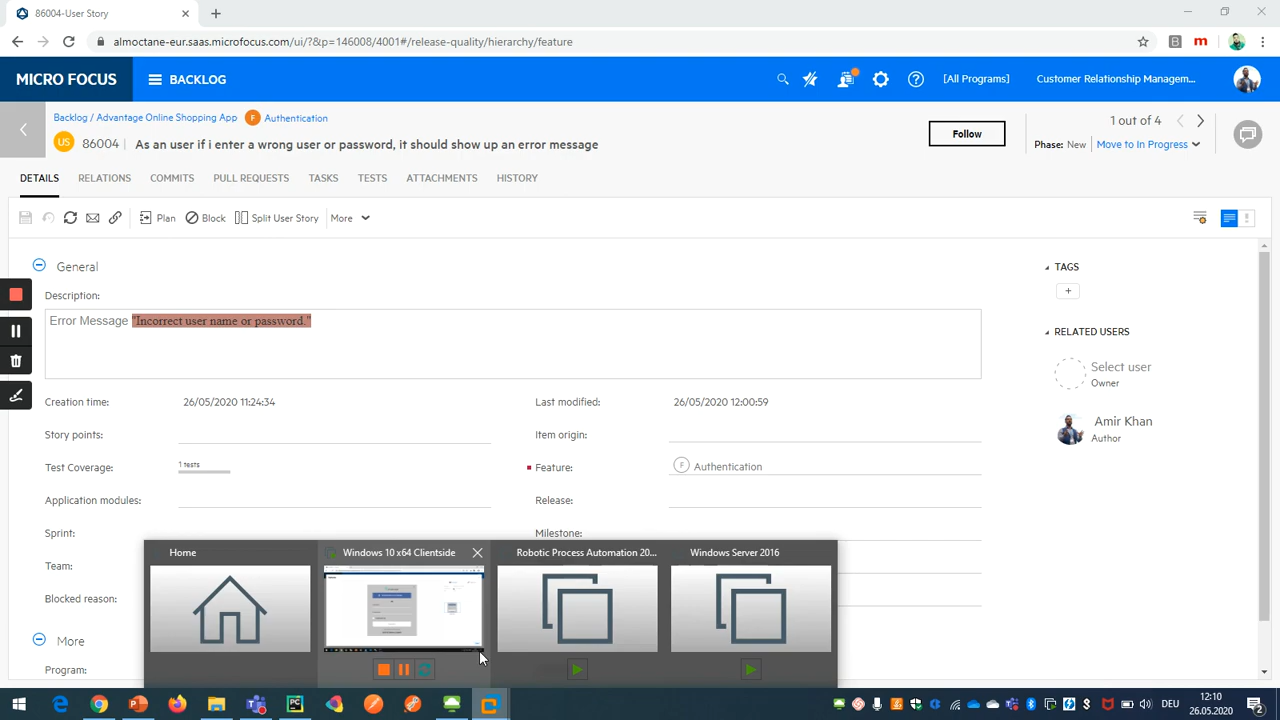 86004-User Story
almoctane-eur.saas.microfocus.com/ui/?&p=146008/4001#/release-quality/hierarchy/feature
MICRO FOCUS
BACKLOG
[All Programs]
Customer Relationship Managem...
Backlog / Advantage Online Shopping App
F Authentication
1 out of 4
US 86004 - As an user if i enter a wrong user or password, it should show up an error message
Follow
Phase: New Move to In Progress
DETAILS RELATIONS COMMITS PULL REQUESTS TASKS TESTS ATTACHMENTS HISTORY
Plan Block Split User Story More
General
TAGS
+
Description:
Error Message "Incorrect user name or password."
RELATED USERS
Select user
Owner
Amir Khan
Author
Creation time: 26/05/2020 11:24:34 Last modified: 26/05/2020 12:00:59
Story points: Item origin:
Test Coverage: 1 tests Feature: F Authentication
Application modules: Release:
Sprint: Milestone:
Team:
Blocked reason:
More
Program:
Home
Windows 10 x64 Clientside
Robotic Process Automation 20...
Windows Server 2016
DEU
12:10
26.05.2020
2